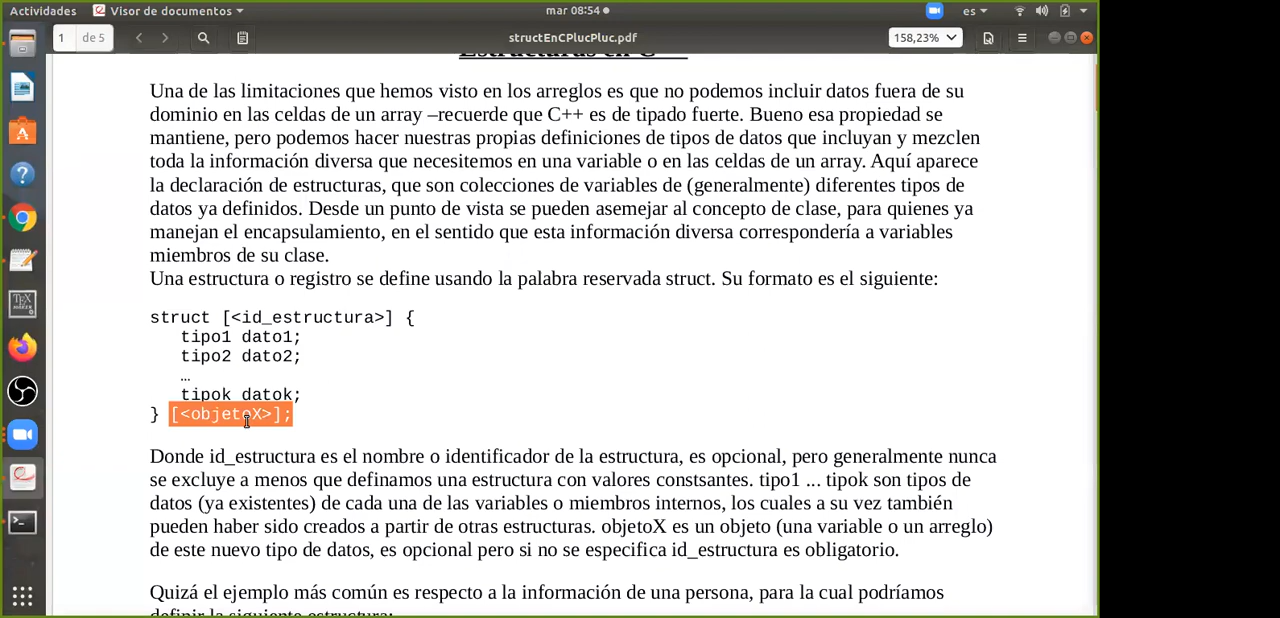 Actividades Visor de documentos mar 08:54 es
1 de 5 structEnCPlucPluc.pdf 158,23%
Estructuras en C
Una de las limitaciones que hemos visto en los arreglos es que no podemos incluir datos fuera de su
dominio en las celdas de un array –recuerde que C++ es de tipado fuerte. Bueno esa propiedad se
mantiene, pero podemos hacer nuestras propias definiciones de tipos de datos que incluyan y mezclen
toda la información diversa que necesitemos en una variable o en las celdas de un array. Aquí aparece
la declaración de estructuras, que son colecciones de variables de (generalmente) diferentes tipos de
datos ya definidos. Desde un punto de vista se pueden asemejar al concepto de clase, para quienes ya
manejan el encapsulamiento, en el sentido que esta información diversa correspondería a variables
miembros de su clase.
Una estructura o registro se define usando la palabra reservada struct. Su formato es el siguiente:
struct [<id_estructura>] {
tipo1 dato1;
tipo2 dato2;
…
tipok datok;
} [<objetoX>];
Donde id_estructura es el nombre o identificador de la estructura, es opcional, pero generalmente nunca
se excluye a menos que definamos una estructura con valores constsantes. tipo1 ... tipok son tipos de
datos (ya existentes) de cada una de las variables o miembros internos, los cuales a su vez también
pueden haber sido creados a partir de otras estructuras. objetoX es un objeto (una variable o un arreglo)
de este nuevo tipo de datos, es opcional pero si no se especifica id_estructura es obligatorio.
Quizá el ejemplo más común es respecto a la información de una persona, para la cual podríamos
definir la siguiente estructura: